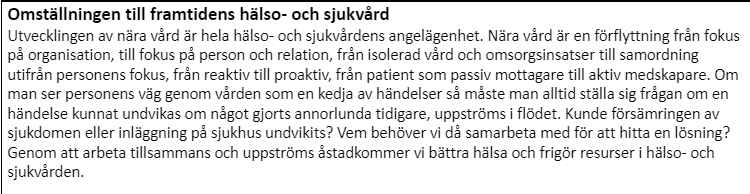 Omställningen till framtidens hälso- och sjukvård
Utvecklingen av nära vård är hela hälso- och sjukvårdens angelägenhet. Nära vård är en förflyttning från fokus
på organisation, till fokus på person och relation, från isolerad vård och omsorgsinsatser till samordning
utifrån personens fokus, från reaktiv till proaktiv, från patient som passiv mottagare till aktiv medskapare. Om
man ser personens väg genom vården som en kedja av händelser så måste man alltid ställa sig frågan om en
händelse kunnat undvikas om något gjorts annorlunda tidigare, uppströms i flödet. Kunde försämringen av
sjukdomen eller inläggning på sjukhus undvikits? Vem behöver vi då samarbeta med för att hitta en lösning?
Genom att arbeta tillsammans och uppströms åstadkommer vi bättra hälsa och frigör resurser i hälso- och
sjukvården.